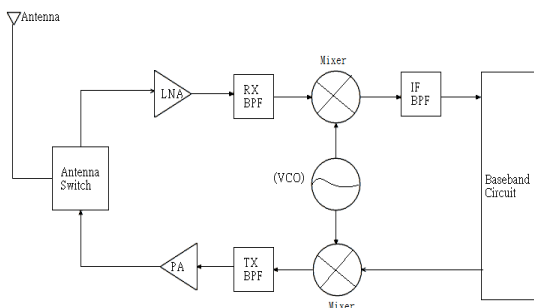 Antenna
Mixer
LNA
RX
BPF
IF
BPF
Antenna
Switch
(VCO)
Baseband
Circuit
PA
TX
BPF
Mixer